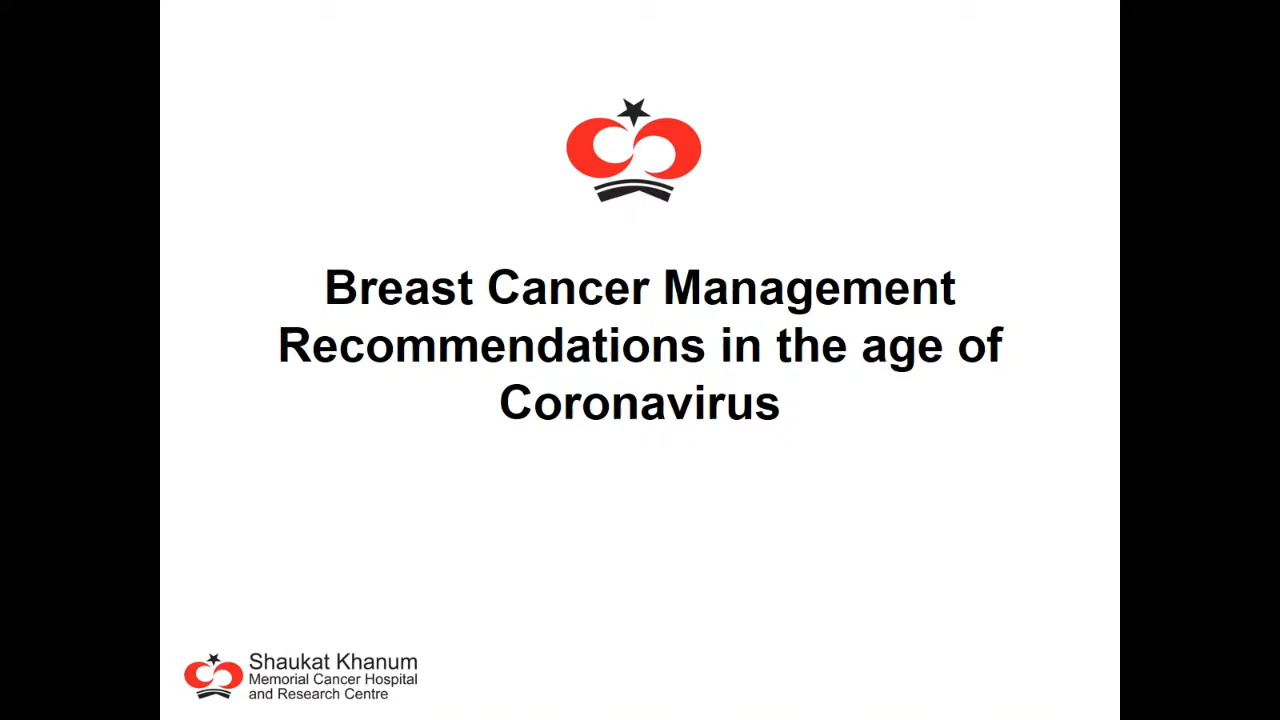 Breast Cancer Management
Recommendations in the age of
Coronavirus
Shaukat Khanum
Memorial Cancer Hospital
and Research Centre